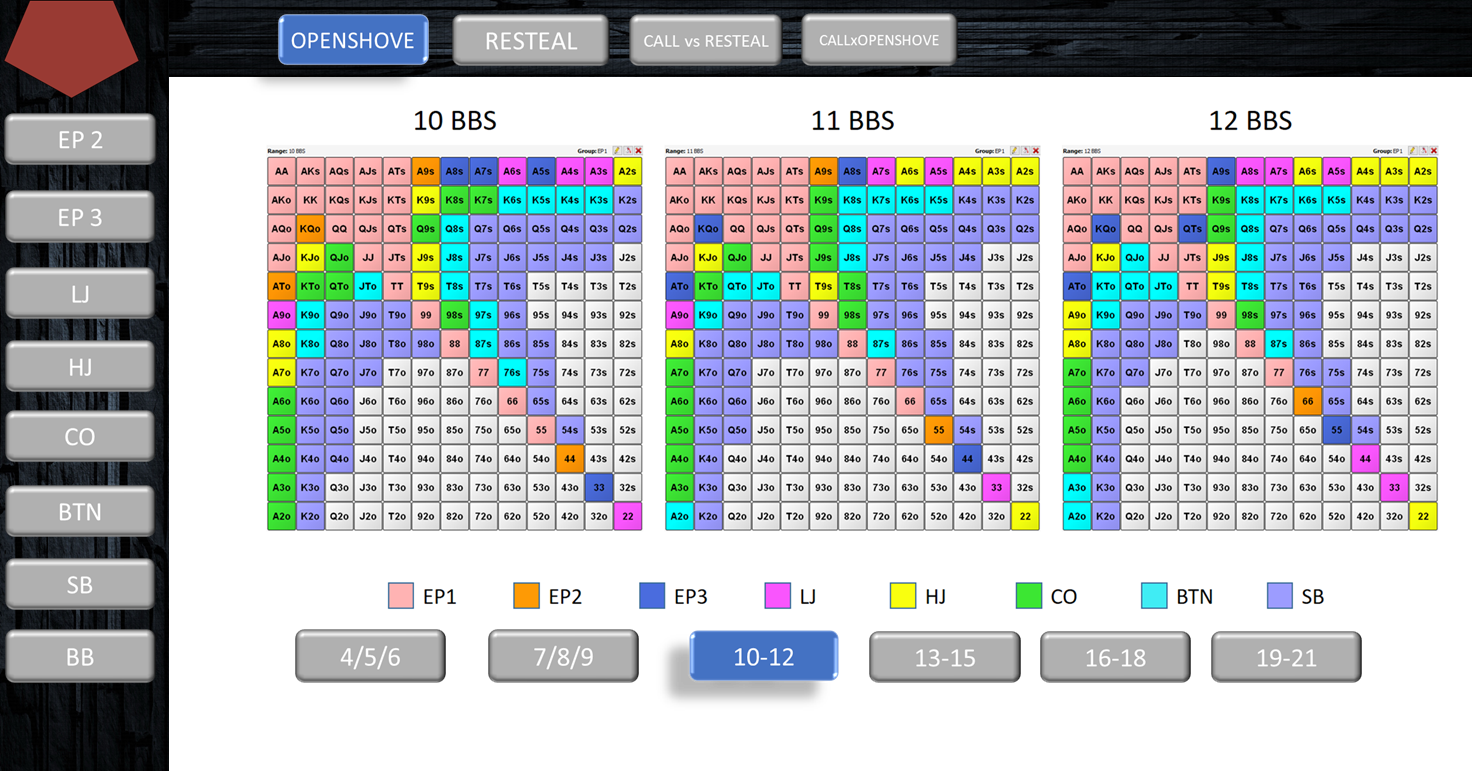 OPENSHOVE RESTEAL CALL vs RESTEAL CALLxOPENSHOVE
EP 2
EP 3
LJ
HJ
CO
BTN
SB
BB
10 BBS
Range: 10 BBS Group: EP1
AA AKs AQs AJs ATs A9s A8s A7s A6s A5s A4s A3s A2s
AKo KK KQs KJs KTs K9s K8s K7s K6s K5s K4s K3s K2s
AQo KQo QQ QJs QTs Q9s Q8s Q7s Q6s Q5s Q4s Q3s Q2s
AJo KJo QJo JJ JTs J9s J8s J7s J6s J5s J4s J3s J2s
ATo KTo QTo JTo TT T9s T8s T7s T6s T5s T4s T3s T2s
A9o K9o Q9o J9o T9o 99 98s 97s 96s 95s 94s 93s 92s
A8o K8o Q8o J8o T8o 98o 88 87s 86s 85s 84s 83s 82s
A7o K7o Q7o J7o T7o 97o 87o 77 76s 75s 74s 73s 72s
A6o K6o Q6o J6o T6o 96o 86o 76o 66 65s 64s 63s 62s
A5o K5o Q5o J5o T5o 95o 85o 75o 65o 55 54s 53s 52s
A4o K4o Q4o J4o T4o 94o 84o 74o 64o 54o 44 43s 42s
A3o K3o Q3o J3o T3o 93o 83o 73o 63o 53o 43o 33 32s
A2o K2o Q2o J2o T2o 92o 82o 72o 62o 52o 42o 32o 22
11 BBS
Range: 11 BBS Group: EP1
AA AKs AQs AJs ATs A9s A8s A7s A6s A5s A4s A3s A2s
AKo KK KQs KJs KTs K9s K8s K7s K6s K5s K4s K3s K2s
AQo KQo QQ QJs QTs Q9s Q8s Q7s Q6s Q5s Q4s Q3s Q2s
AJo KJo QJo JJ JTs J9s J8s J7s J6s J5s J4s J3s J2s
ATo KTo QTo JTo TT T9s T8s T7s T6s T5s T4s T3s T2s
A9o K9o Q9o J9o T9o 99 98s 97s 96s 95s 94s 93s 92s
A8o K8o Q8o J8o T8o 98o 88 87s 86s 85s 84s 83s 82s
A7o K7o Q7o J7o T7o 97o 87o 77 76s 75s 74s 73s 72s
A6o K6o Q6o J6o T6o 96o 86o 76o 66 65s 64s 63s 62s
A5o K5o Q5o J5o T5o 95o 85o 75o 65o 55 54s 53s 52s
A4o K4o Q4o J4o T4o 94o 84o 74o 64o 54o 44 43s 42s
A3o K3o Q3o J3o T3o 93o 83o 73o 63o 53o 43o 33 32s
A2o K2o Q2o J2o T2o 92o 82o 72o 62o 52o 42o 32o 22
12 BBS
Range: 12 BBS Group: EP1
AA AKs AQs AJs ATs A9s A8s A7s A6s A5s A4s A3s A2s
AKo KK KQs KJs KTs K9s K8s K7s K6s K5s K4s K3s K2s
AQo KQo QQ QJs QTs Q9s Q8s Q7s Q6s Q5s Q4s Q3s Q2s
AJo KJo QJo JJ JTs J9s J8s J7s J6s J5s J4s J3s J2s
ATo KTo QTo JTo TT T9s T8s T7s T6s T5s T4s T3s T2s
A9o K9o Q9o J9o T9o 99 98s 97s 96s 95s 94s 93s 92s
A8o K8o Q8o J8o T8o 98o 88 87s 86s 85s 84s 83s 82s
A7o K7o Q7o J7o T7o 97o 87o 77 76s 75s 74s 73s 72s
A6o K6o Q6o J6o T6o 96o 86o 76o 66 65s 64s 63s 62s
A5o K5o Q5o J5o T5o 95o 85o 75o 65o 55 54s 53s 52s
A4o K4o Q4o J4o T4o 94o 84o 74o 64o 54o 44 43s 42s
A3o K3o Q3o J3o T3o 93o 83o 73o 63o 53o 43o 33 32s
A2o K2o Q2o J2o T2o 92o 82o 72o 62o 52o 42o 32o 22
EP1 EP2 EP3 LJ HJ CO BTN SB
4/5/6 7/8/9 10-12 13-15 16-18 19-21